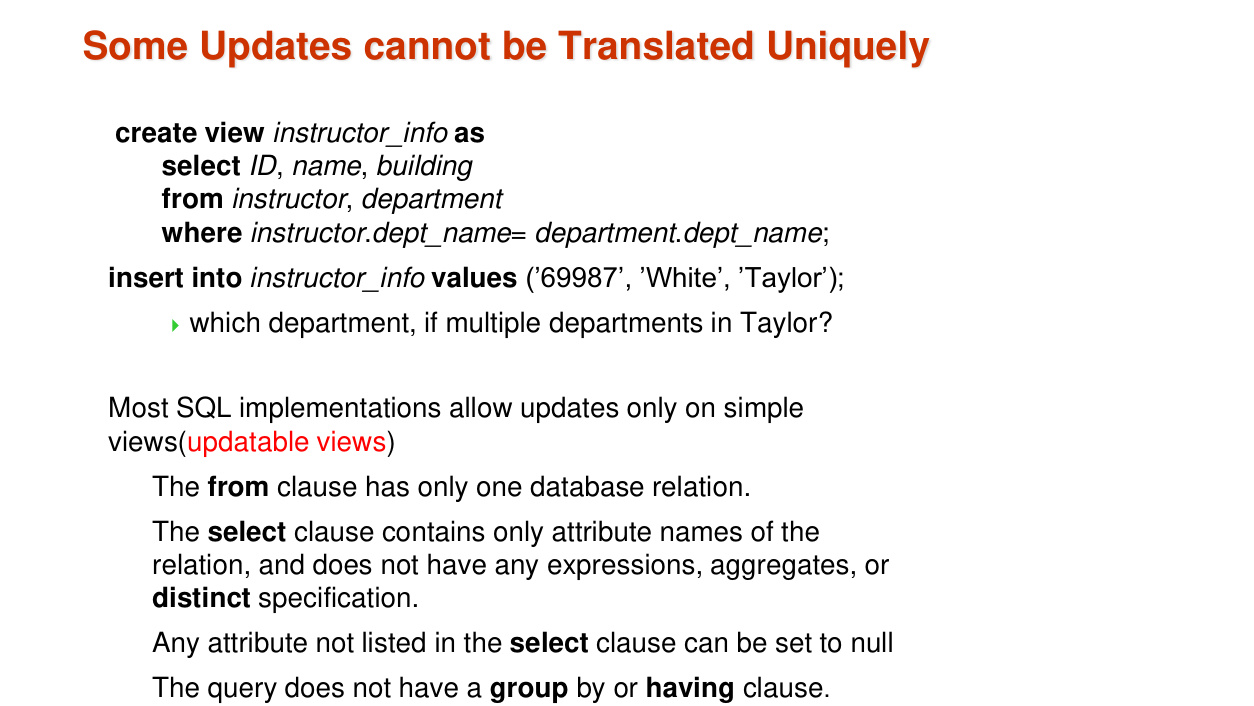 Some Updates cannot be Translated Uniquely
create view instructor_info as
select ID, name, building
from instructor, department
where instructor.dept_name= department.dept_name;
insert into instructor_info values (’69987’, ’White’, ’Taylor’);
which department, if multiple departments in Taylor?
Most SQL implementations allow updates only on simple
views(updatable views)
The from clause has only one database relation.
The select clause contains only attribute names of the
relation, and does not have any expressions, aggregates, or
distinct specification.
Any attribute not listed in the select clause can be set to null
The query does not have a group by or having clause.